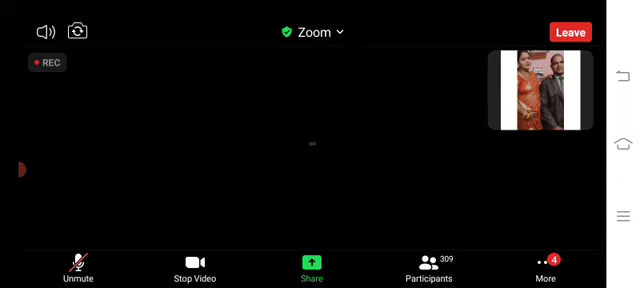 Zoom
Leave
REC
309
4
Unmute
Stop Video
Share
Participants
More